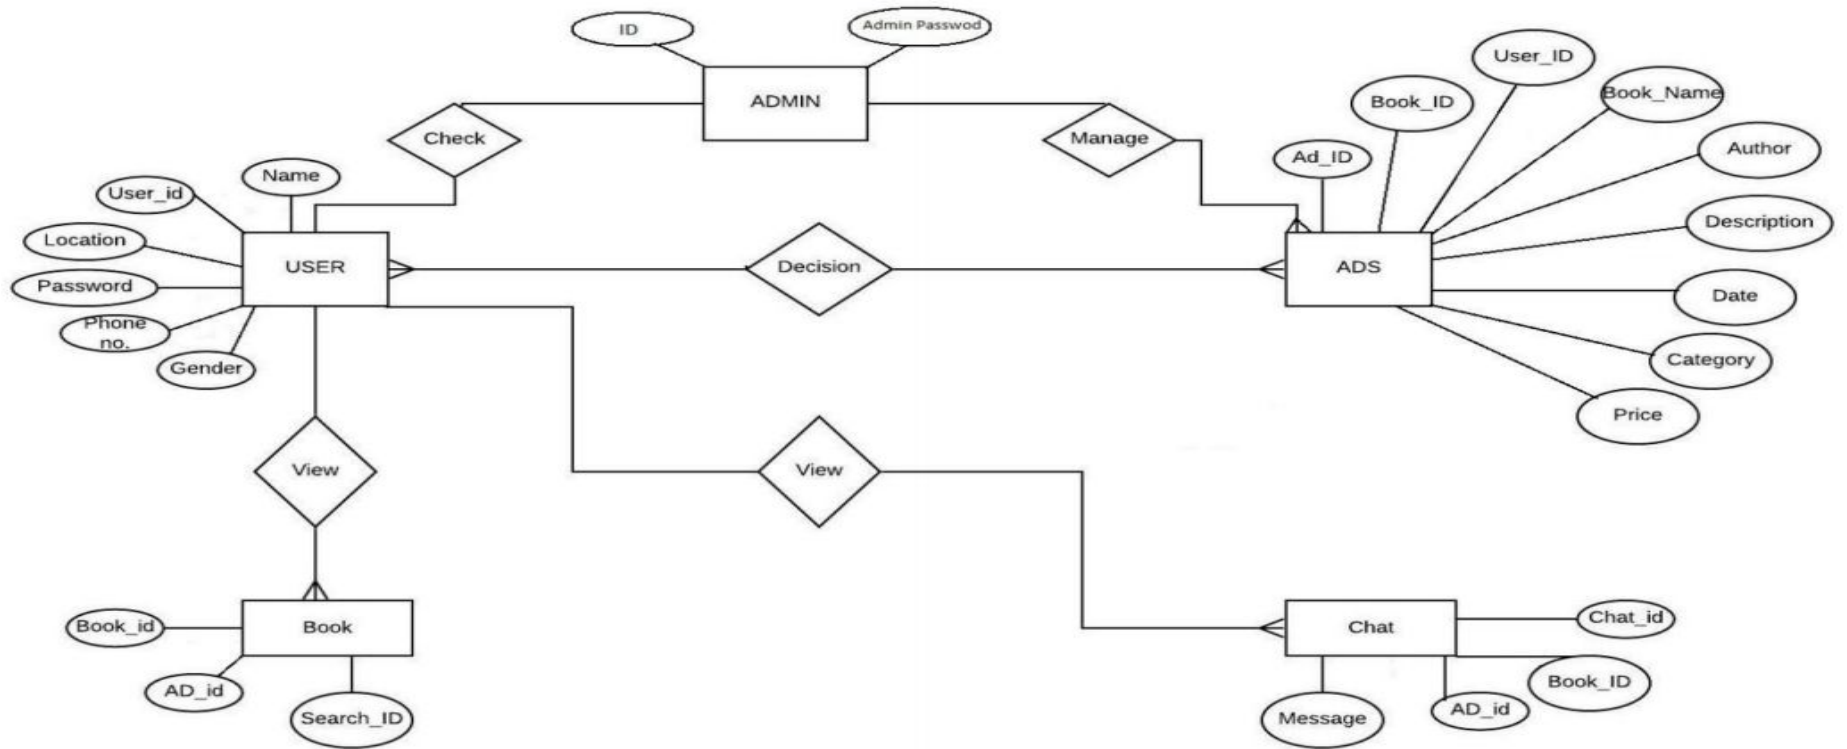 ID
Admin Passwod
ADMIN
Check
Manage
User_ID
Book_ID
Book_Name
Ad_ID
Author
Name
User_id
Location
Password
Phone
no.
Gender
USER
Decision
ADS
Description
Date
Category
Price
View
View
Book_id
Book
AD_id
Search_ID
Chat
Chat_id
Book_ID
AD_id
Message